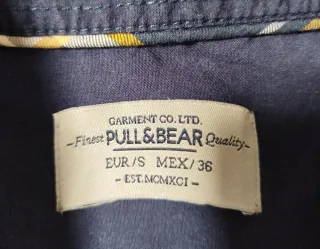 GARMENT CO. LTD.
-Finest PULL&BEAR Quality-
EUR/S MEX/36
- EST. MCMXCI -